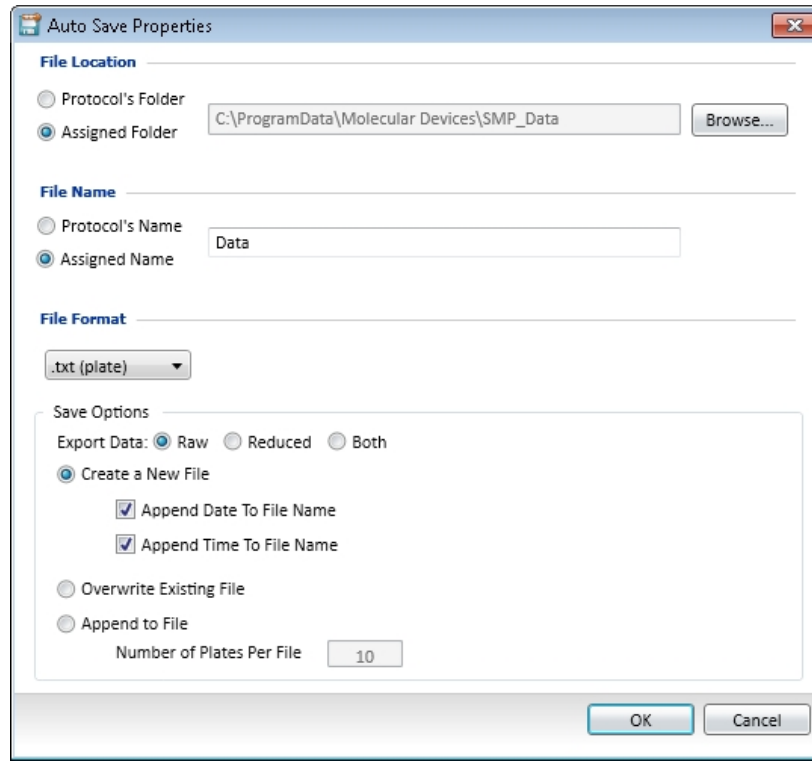 Auto Save Properties
File Location
Protocol's Folder
Assigned Folder
C:\ProgramData\Molecular Devices\SMP_Data
Browse...
File Name
Protocol's Name
Assigned Name
Data
File Format
.txt (plate)
Save Options
Export Data: Raw Reduced Both
Create a New File
Append Date To File Name
Append Time To File Name
Overwrite Existing File
Append to File
Number of Plates Per File 10
OK Cancel